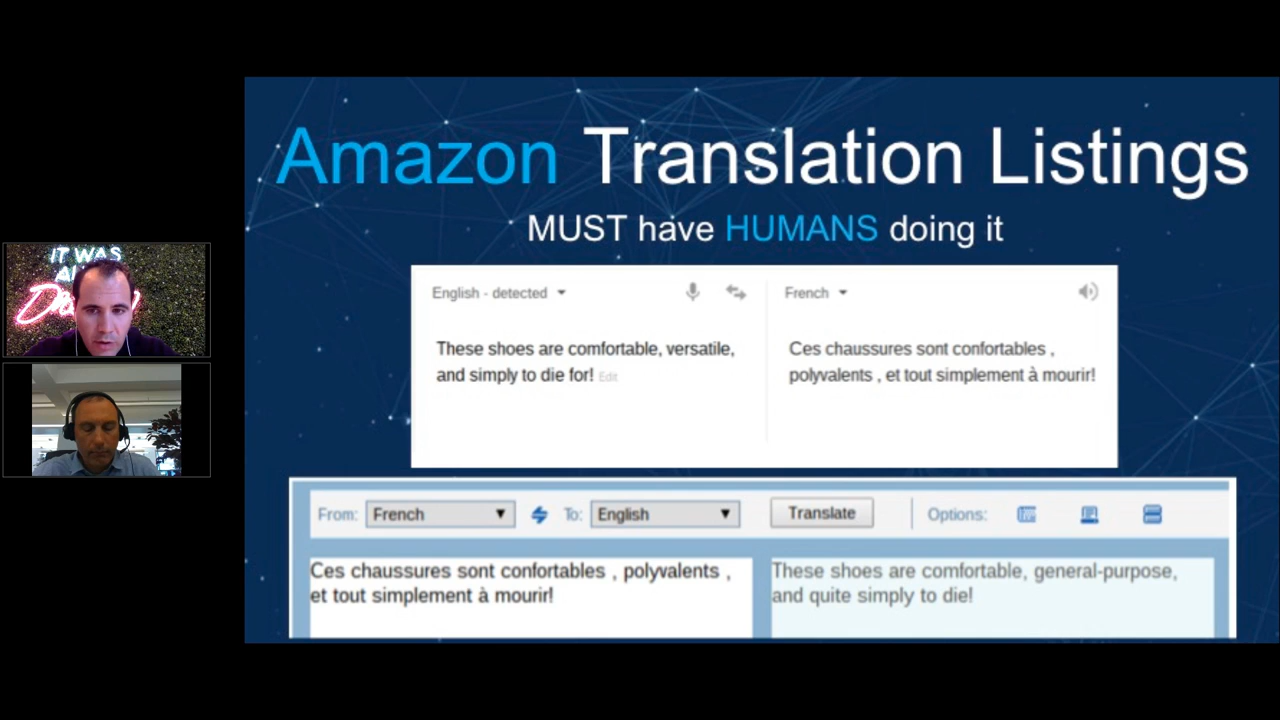 IT WAS
Amazon Translation Listings
MUST have HUMANS doing it
English - detected
French
These shoes are comfortable, versatile,
and simply to die for! Edit
Ces chaussures sont confortables ,
polyvalents , et tout simplement à mourir!
From: French To: English Translate Options:
Ces chaussures sont confortables , polyvalents ,
et tout simplement à mourir!
These shoes are comfortable, general-purpose,
and quite simply to die!